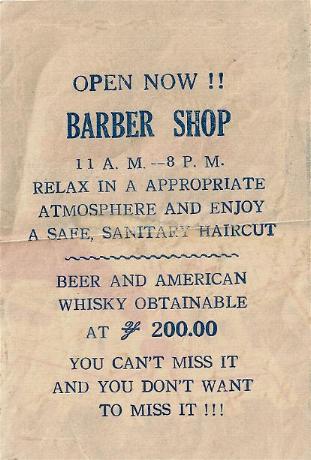 OPEN NOW !!
BARBER SHOP
11 A. M.--8 P. M.
RELAX IN A APPROPRIATE
ATMOSPHERE AND ENJOY
A SAFE, SANITARY HAIRCUT
BEER AND AMERICAN
WHISKY OBTAINABLE
AT ¥ 200.00
YOU CAN'T MISS IT
AND YOU DON'T WANT
TO MISS IT !!!